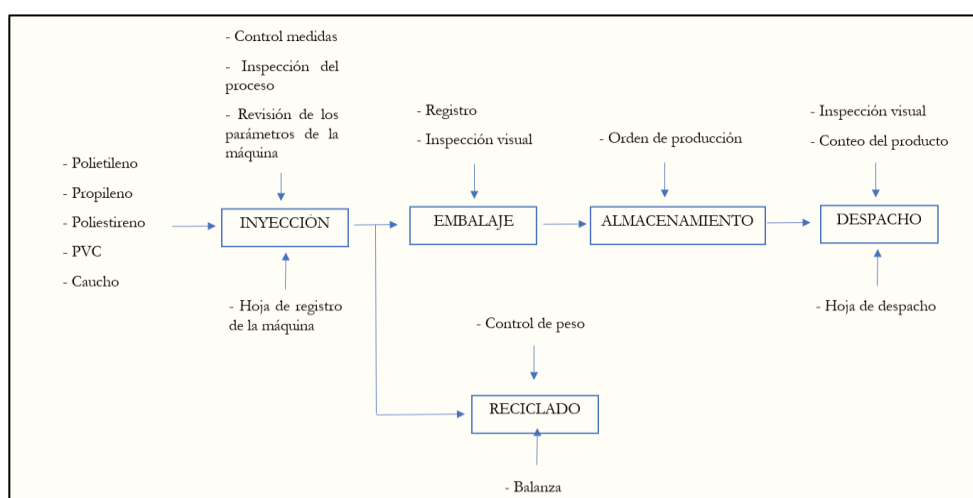 - Control medidas
- Inspección del
proceso
- Revisión de los
parámetros de la
máquina
- Registro
- Inspección visual
- Orden de producción
- Inspección visual
- Conteo del producto
- Polietileno
- Propileno
- Poliestireno
- PVC
- Caucho
INYECCIÓN
EMBALAJE
ALMACENAMIENTO
DESPACHO
- Hoja de registro
de la máquina
- Hoja de despacho
- Control de peso
RECICLADO
- Balanza